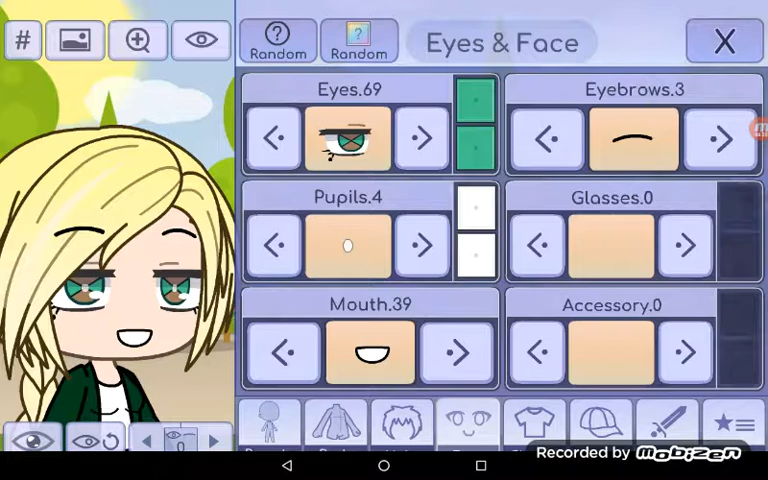 #
? Random
? Random
Eyes & Face
X
Eyes.69
Eyebrows.3
Pupils.4
Glasses.0
Mouth.39
Accessory.0
0
Recorded by MOBIZEN